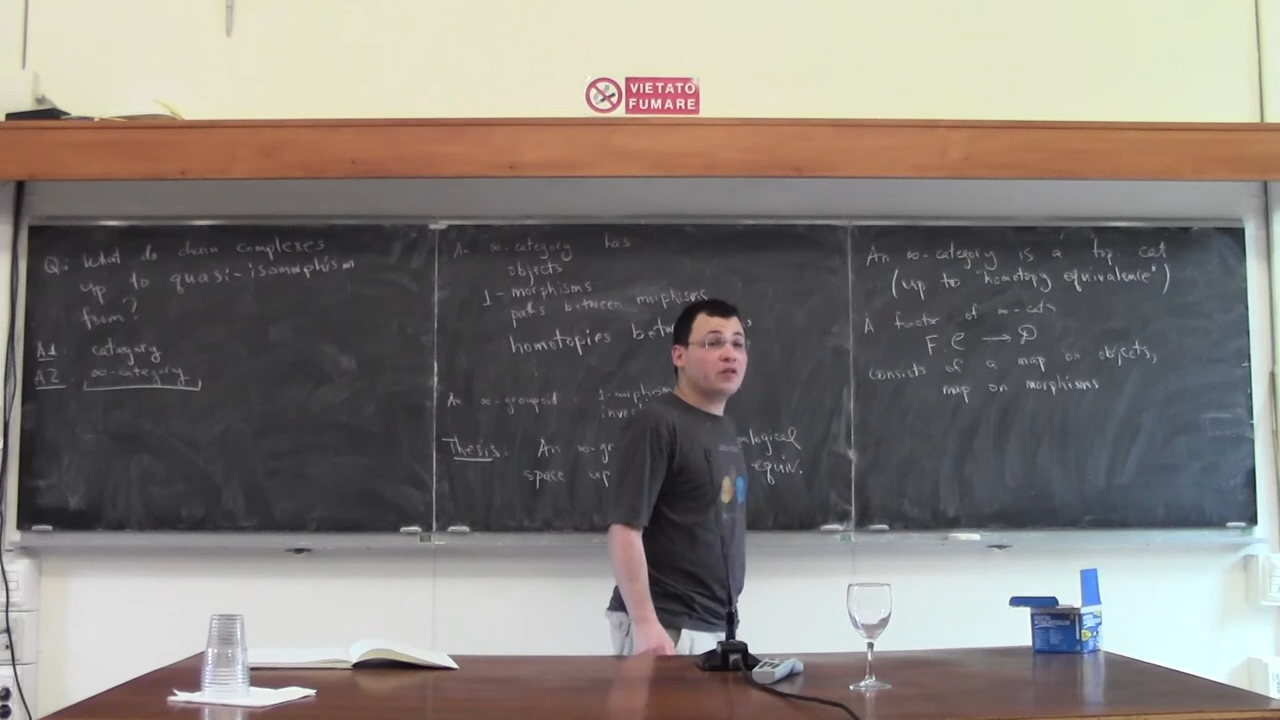 VIETATO
FUMARE
Q: What do chain complexes
up to quasi-isomorphism
form?
A1. category
A2. ∞-category
An ∞-category has
objects
1-morphisms
paths between morphisms
homotopies
An ∞-groupoid: 1-morphisms
Thesis: An
space up equiv.
An ∞-category is a top. cat
(up to "homotopy equivalence")
A functor of ∞-cats
F: C → D
consists of a map on objects,
map on morphisms